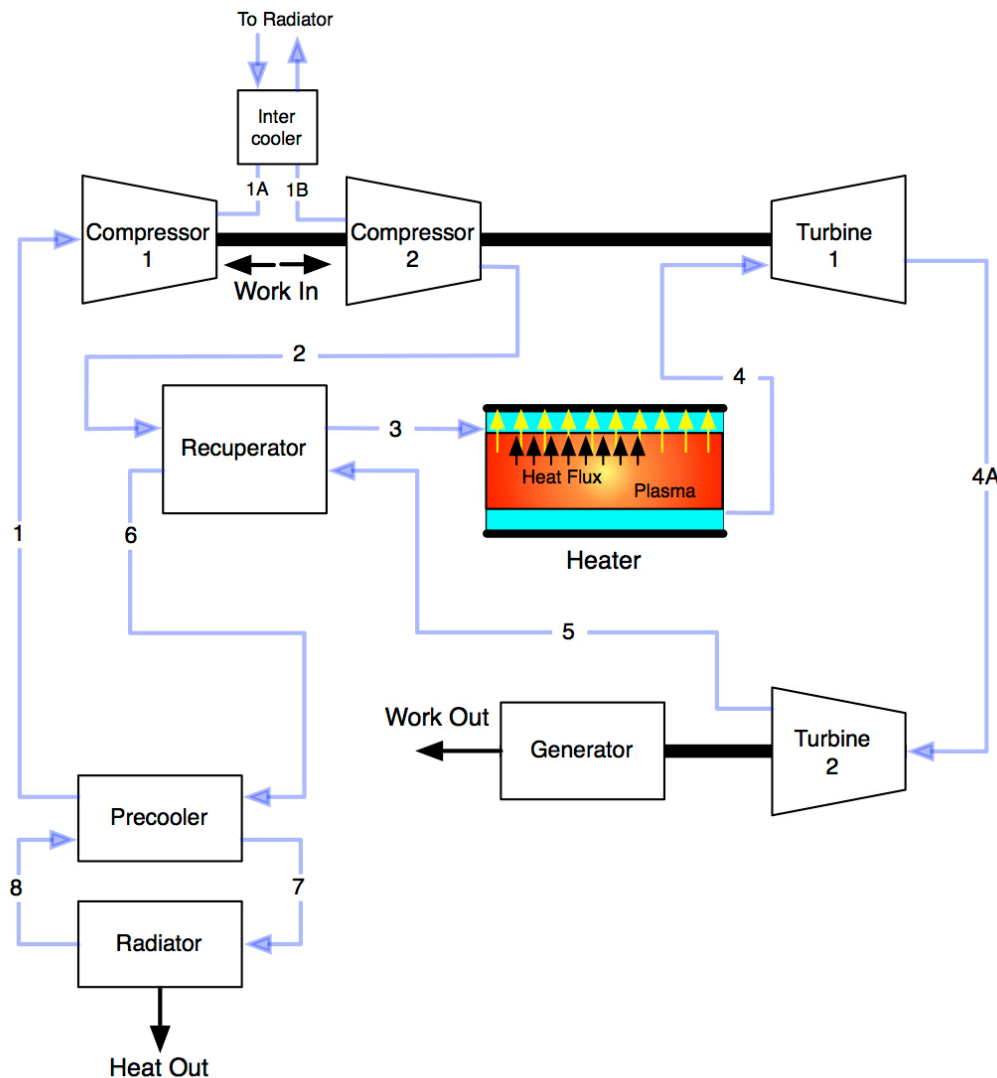 To Radiator
Inter
cooler
1A
1B
Compressor
1
Compressor
2
Turbine
1
Work In
2
4
Recuperator
3
Heat Flux
Plasma
4A
1
6
Heater
5
Work Out
Generator
Turbine
2
Precooler
8
7
Radiator
Heat Out